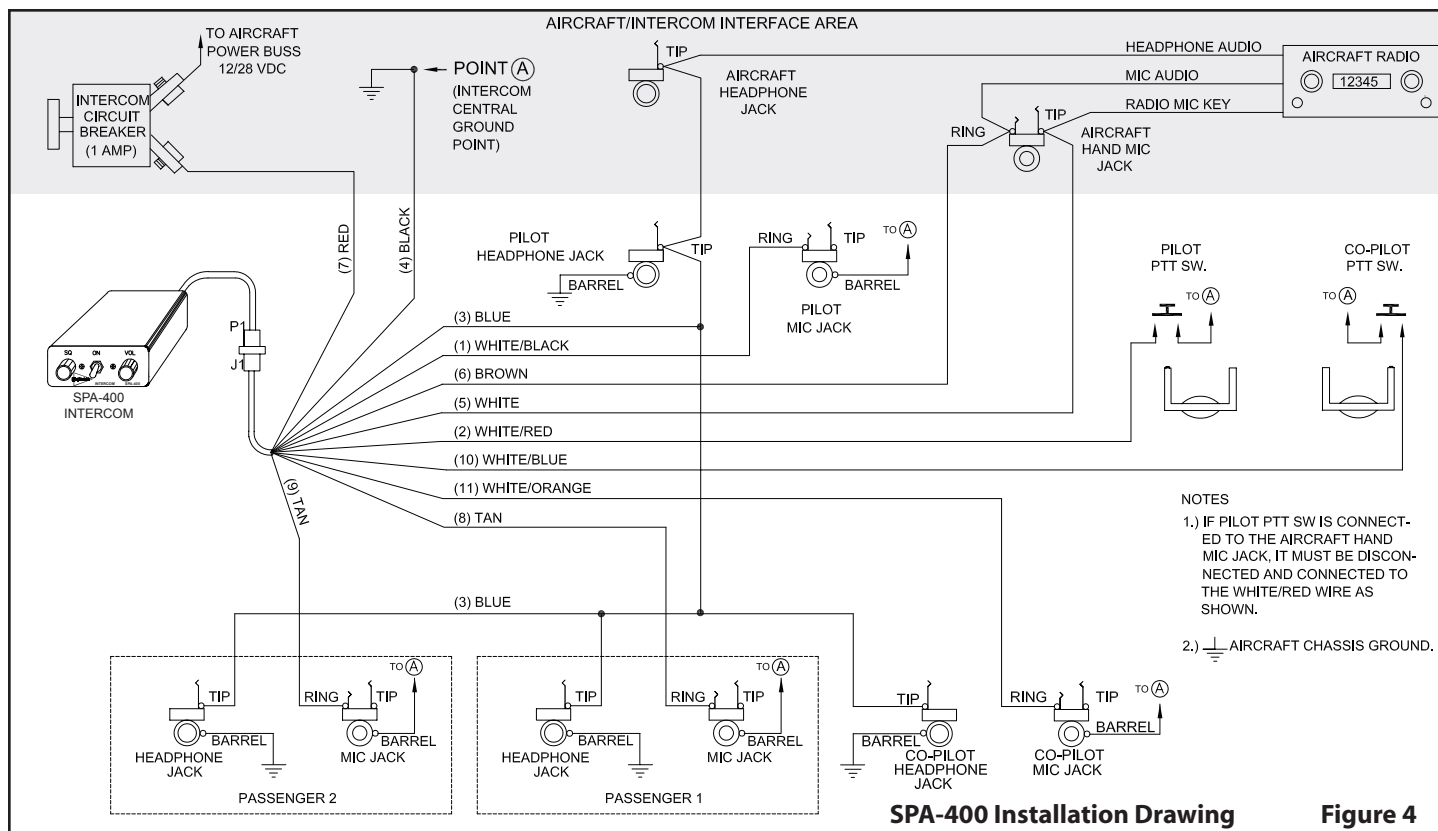 AIRCRAFT/INTERCOM INTERFACE AREA
TO AIRCRAFT
POWER BUSS
12/28 VDC
INTERCOM
CIRCUIT
BREAKER
(1 AMP)
POINT A
(INTERCOM
CENTRAL
GROUND
POINT)
TIP
AIRCRAFT
HEADPHONE
JACK
HEADPHONE AUDIO
MIC AUDIO
RADIO MIC KEY
AIRCRAFT RADIO
12345
RING
TIP
AIRCRAFT
HAND MIC
JACK
(7) RED
(4) BLACK
PILOT
HEADPHONE JACK
TIP
BARREL
RING
TIP
TO A
BARREL
PILOT
MIC JACK
PILOT
PTT SW.
TO A
CO-PILOT
PTT SW.
TO A
P1
J1
SQ
ON
VOL
INTERCOM
SPA-400
SPA-400
INTERCOM
(3) BLUE
(1) WHITE/BLACK
(6) BROWN
(5) WHITE
(2) WHITE/RED
(10) WHITE/BLUE
(11) WHITE/ORANGE
(8) TAN
(9) TAN
(3) BLUE
NOTES
1.) IF PILOT PTT SW IS CONNECT-
ED TO THE AIRCRAFT HAND
MIC JACK, IT MUST BE DISCON-
NECTED AND CONNECTED TO
THE WHITE/RED WIRE AS
SHOWN.
2.) AIRCRAFT CHASSIS GROUND.
TIP
BARREL
HEADPHONE
JACK
RING
TIP
TO A
BARREL
MIC JACK
PASSENGER 2
TIP
BARREL
HEADPHONE
JACK
RING
TIP
TO A
BARREL
MIC JACK
PASSENGER 1
TIP
BARREL
CO-PILOT
HEADPHONE
JACK
RING
TIP
TO A
BARREL
CO-PILOT
MIC JACK
SPA-400 Installation Drawing
Figure 4